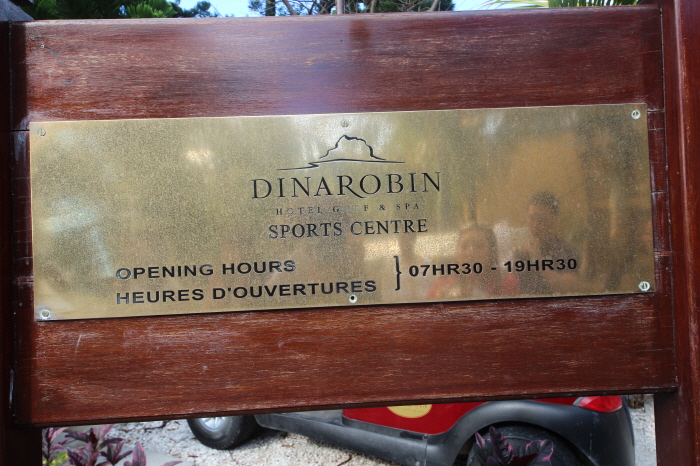 DINAROBIN
HOTEL GOLF & SPA
SPORTS CENTRE
OPENING HOURS
HEURES D'OUVERTURES } 07HR30 - 19HR30